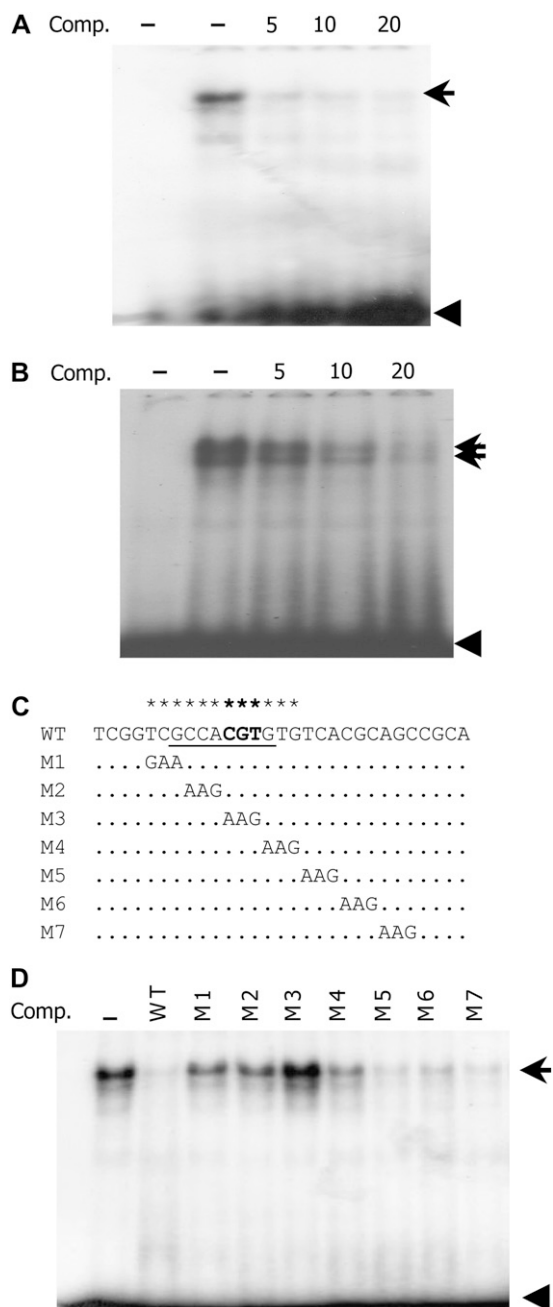 A
Comp. – – 5 10 20
B
Comp. – – 5 10 20
C
************
WT TCGGTCGCCACGTGTGTCACGCAGCCGCA
M1 ....GAA......................
M2 .......AAG...................
M3 ..........AAG................
M4 .............AAG.............
M5 ................AAG..........
M6 ...................AAG.......
M7 ......................AAG....
D
Comp. – WT M1 M2 M3 M4 M5 M6 M7